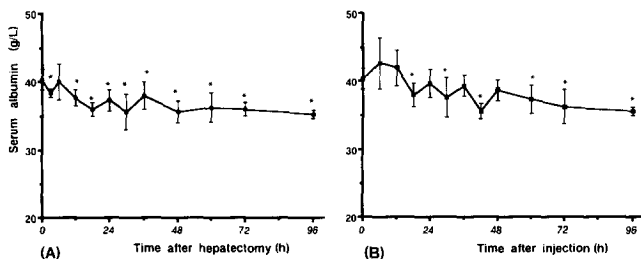 50
40
30
20
Serum albumin (g/L)
* * * * * * * * * *
0 24 48 72 96
(A) Time after hepatectomy (h)
50
40
30
20
* * * * * *
0 24 48 72 96
(B) Time after injection (h)